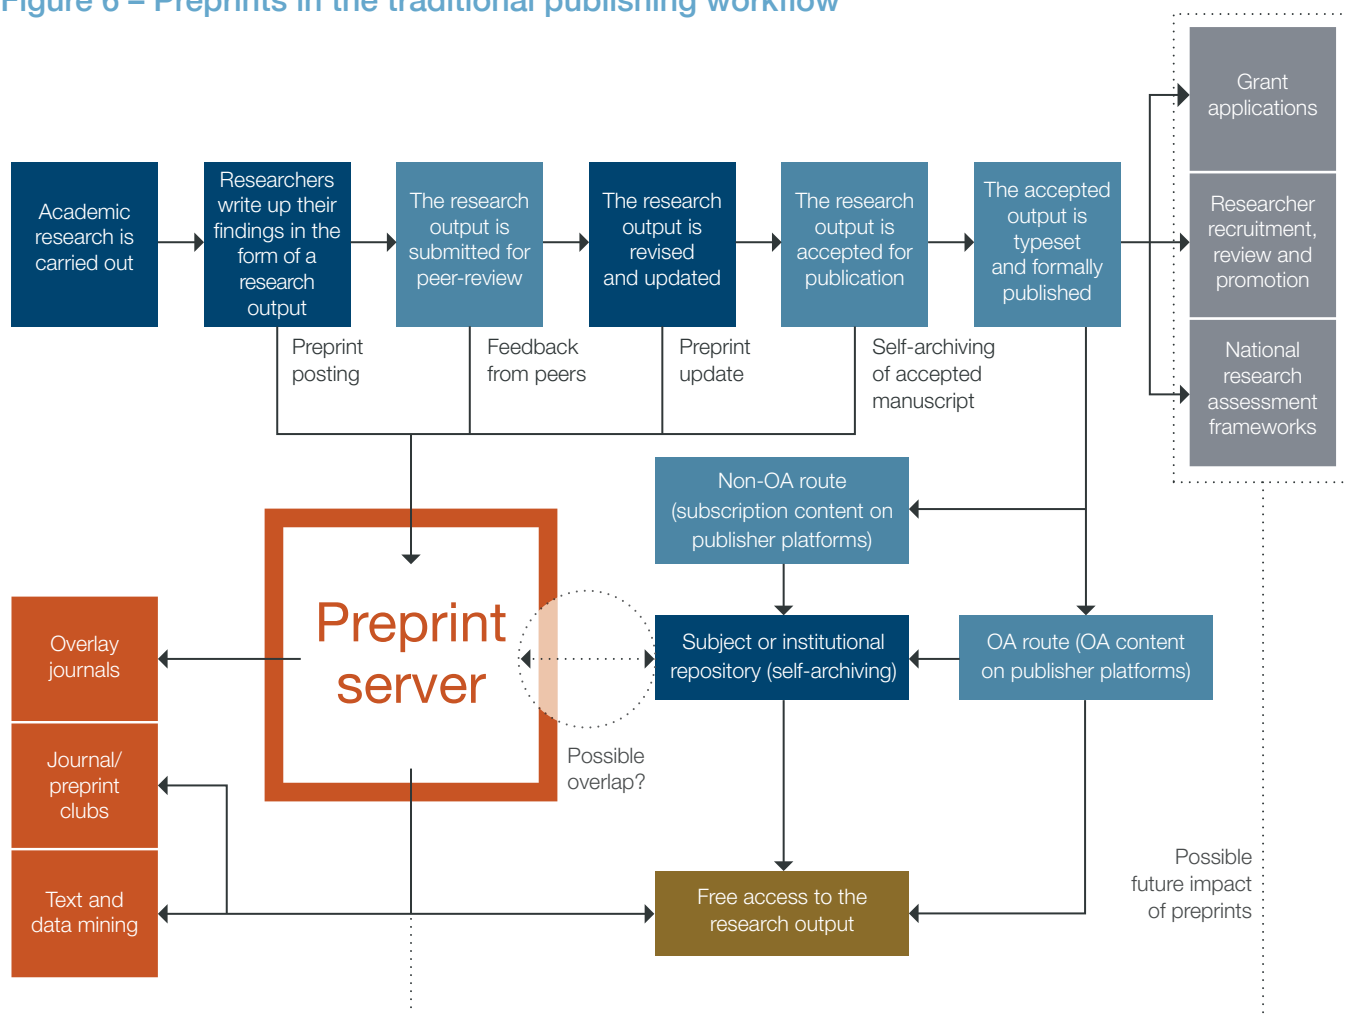 Figure 6 – Preprints in the traditional publishing workflow
Grant
applications
Academic
research is
carried out
Researchers
write up their
findings in the
form of a
research
output
The research
output is
submitted for
peer-review
The research
output is
revised
and updated
The research
output is
accepted for
publication
The accepted
output is
typeset
and formally
published
Researcher
recruitment,
review and
promotion
National
research
assessment
frameworks
Preprint
posting
Feedback
from peers
Preprint
update
Self-archiving
of accepted
manuscript
Non-OA route
(subscription content on
publisher platforms)
Preprint
server
Subject or institutional
repository (self-archiving)
OA route (OA content
on publisher platforms)
Overlay
journals
Journal/
preprint
clubs
Text and
data mining
Possible
overlap?
Free access to the
research output
Possible
future impact
of preprints